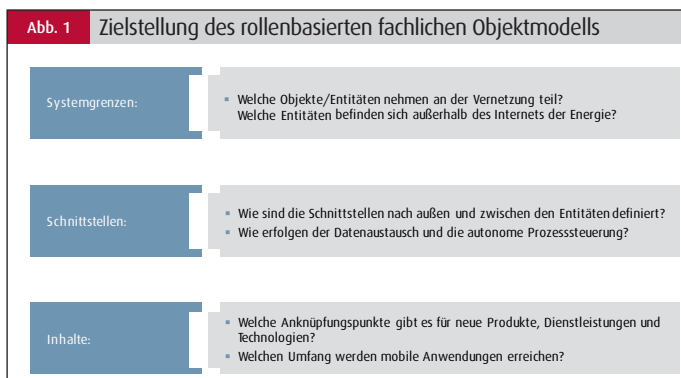 Abb. 1 Zielstellung des rollenbasierten fachlichen Objektmodells
Systemgrenzen:
▪ Welche Objekte/Entitäten nehmen an der Vernetzung teil?
Welche Entitäten befinden sich außerhalb des Internets der Energie?
Schnittstellen:
▪ Wie sind die Schnittstellen nach außen und zwischen den Entitäten definiert?
▪ Wie erfolgen der Datenaustausch und die autonome Prozesssteuerung?
Inhalte:
▪ Welche Anknüpfungspunkte gibt es für neue Produkte, Dienstleistungen und
Technologien?
▪ Welchen Umfang werden mobile Anwendungen erreichen?